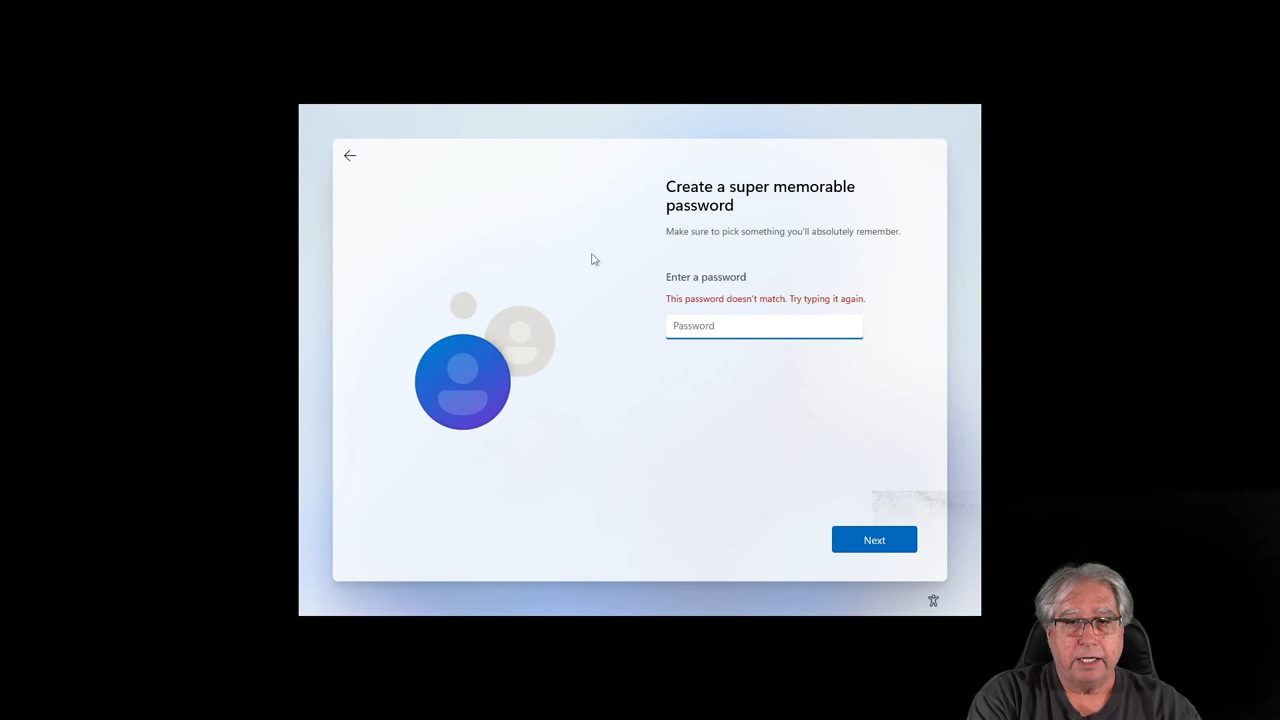 Create a super memorable
password
Make sure to pick something you'll absolutely remember.
Enter a password
This password doesn't match. Try typing it again.
Password
Next